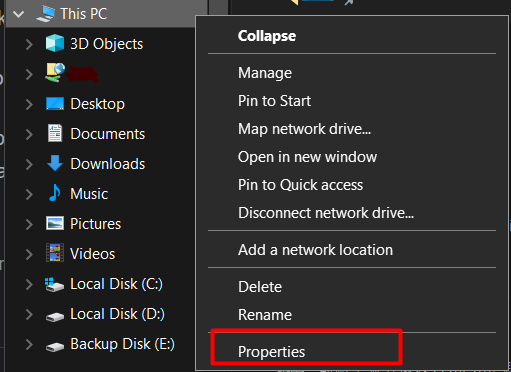 This PC
3D Objects
Desktop
Documents
Downloads
Music
Pictures
Videos
Local Disk (C:)
Local Disk (D:)
Backup Disk (E:)
Collapse
Manage
Pin to Start
Map network drive...
Open in new window
Pin to Quick access
Disconnect network drive...
Add a network location
Delete
Rename
Properties